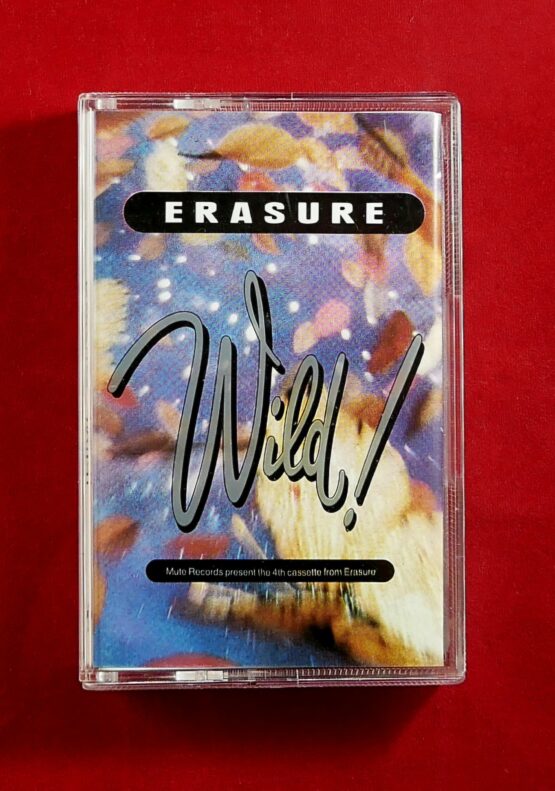 ERASURE
Wild!
Mute Records present the 4th cassette from Erasure